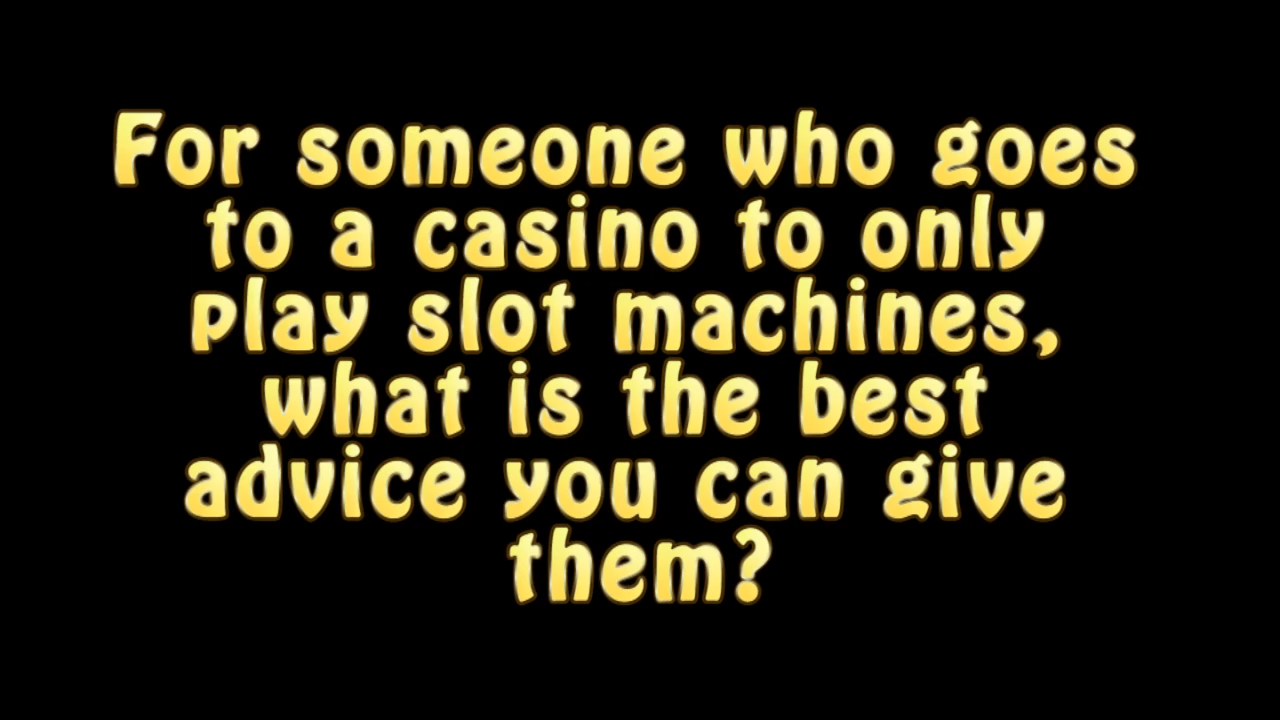 For someone who goes
to a casino to only
play slot machines,
what is the best
advice you can give
them?